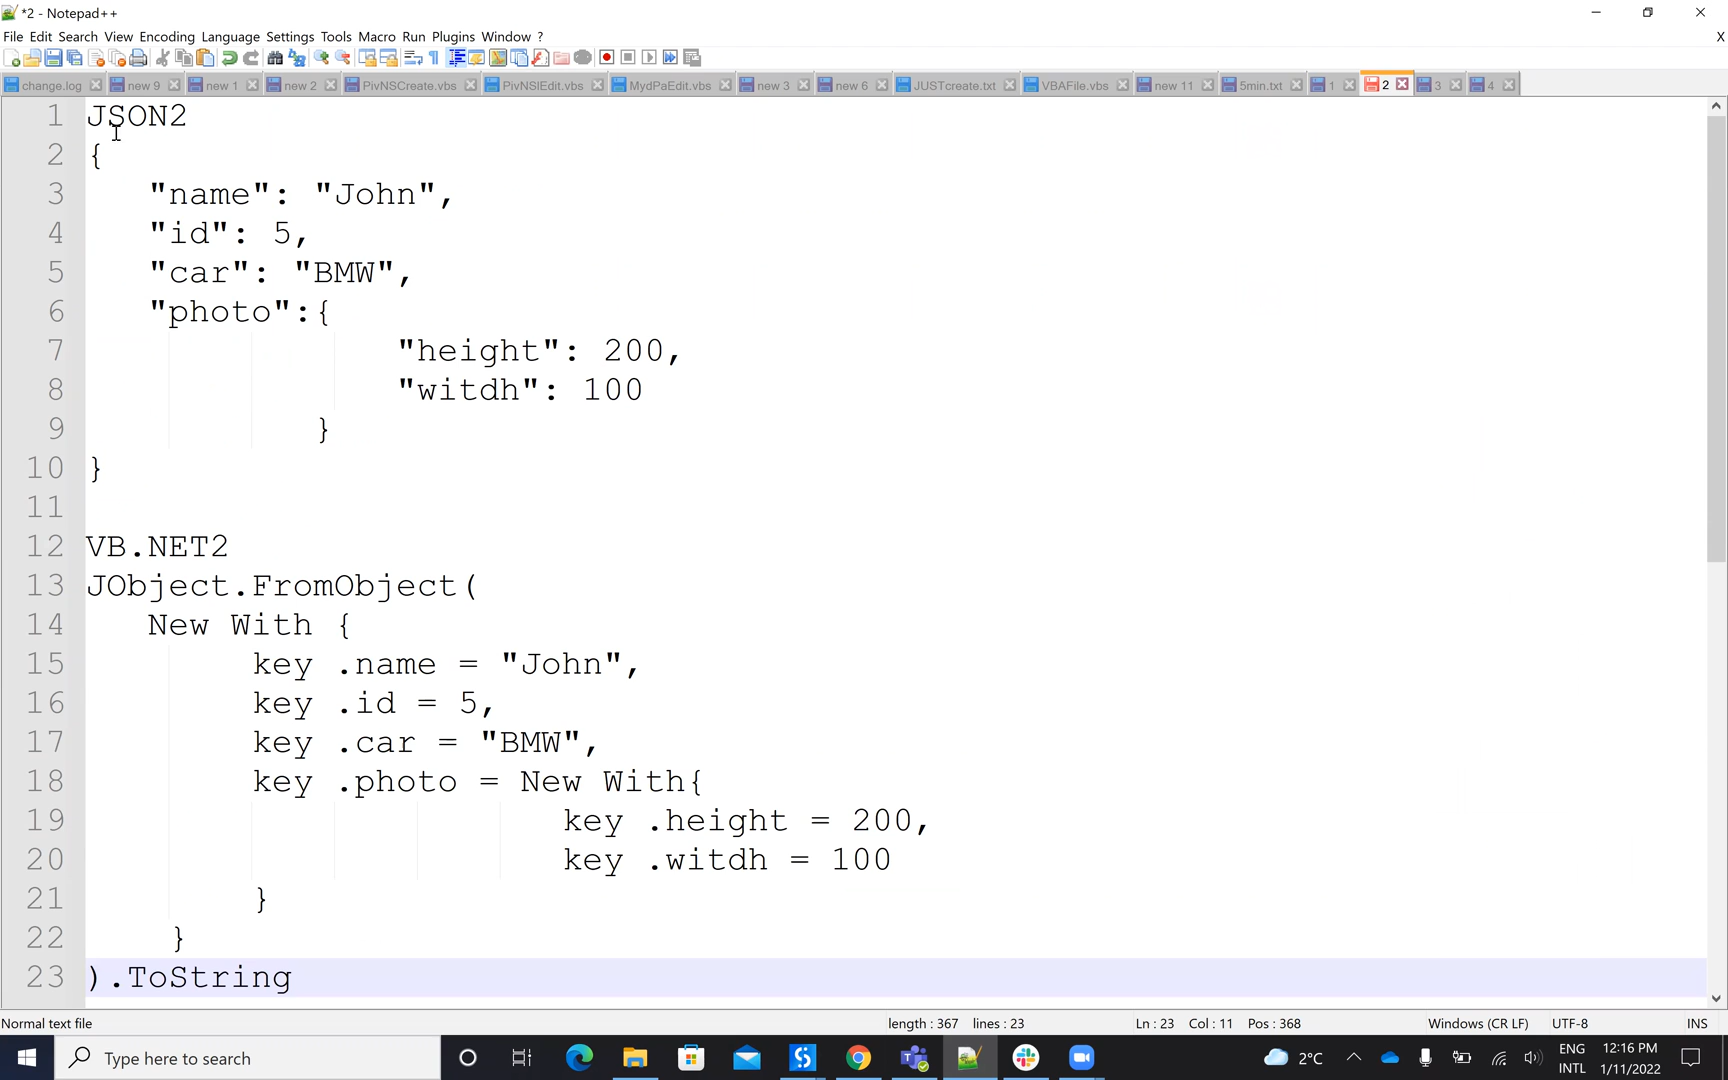 *2 - Notepad++
File Edit Search View Encoding Language Settings Tools Macro Run Plugins Window ?
X
change.log new 9 new 1 new 2 PivNSCreate.vbs PivNSIEdit.vbs MydPaEdit.vbs new 3 new 6 JUSTcreate.txt VBAFile.vbs new 11 5min.txt 1 2 3 4
1 JSON2
2 {
3 "name": "John",
4 "id": 5,
5 "car": "BMW",
6 "photo":{
7 "height": 200,
8 "witdh": 100
9 }
10 }
11
12 VB.NET2
13 JObject.FromObject(
14 New With {
15 key .name = "John",
16 key .id = 5,
17 key .car = "BMW",
18 key .photo = New With{
19 key .height = 200,
20 key .witdh = 100
21 }
22 }
23 ).ToString
Normal text file length : 367 lines : 23 Ln : 23 Col : 11 Pos : 368 Windows (CR LF) UTF-8 INS
Type here to search
2°C
ENG
INTL
12:16 PM
1/11/2022